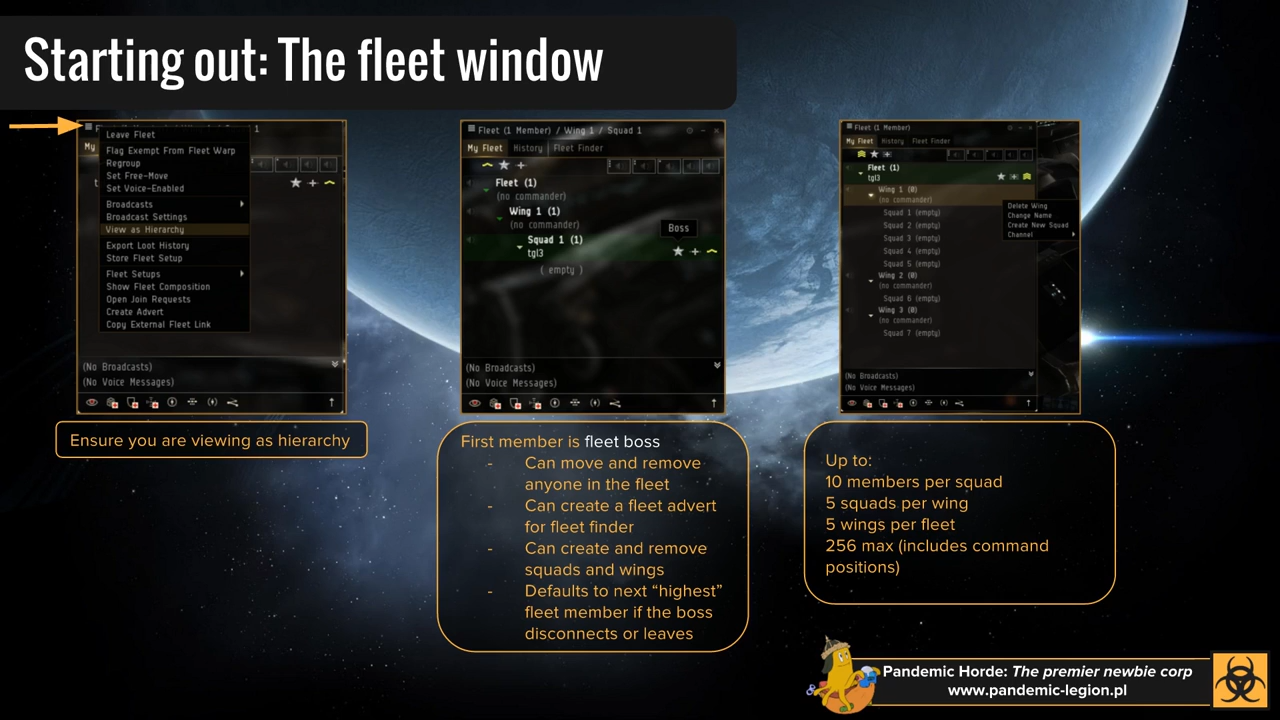 Starting out: The fleet window
Leave Fleet
Flag Exempt From Fleet Warp
Regroup
Set Free-Move
Set Voice-Enabled
Broadcasts
Broadcast Settings
View as Hierarchy
Export Loot History
Store Fleet Setup
Fleet Setups
Show Fleet Composition
Open Join Requests
Create Advert
Copy External Fleet Link
(No Broadcasts)
(No Voice Messages)
Ensure you are viewing as hierarchy
Fleet (1 Member) / Wing 1 / Squad 1
My Fleet History Fleet Finder
Fleet (1)
(no commander)
Wing 1 (1)
(no commander)
Boss
Squad 1 (1)
tgl3
( empty )
(No Broadcasts)
(No Voice Messages)
First member is fleet boss
- Can move and remove
anyone in the fleet
- Can create a fleet advert
for fleet finder
- Can create and remove
squads and wings
- Defaults to next “highest”
fleet member if the boss
disconnects or leaves
Fleet (1 Member)
My Fleet History Fleet Finder
Fleet (1)
tgl3
Wing 1 (0)
(no commander)
Squad 1 (empty)
Squad 2 (empty)
Squad 3 (empty)
Squad 4 (empty)
Squad 5 (empty)
Wing 2 (0)
(no commander)
Squad 6 (empty)
Wing 3 (0)
(no commander)
Squad 7 (empty)
Delete Wing
Change Name
Create New Squad
Channel
(No Broadcasts)
(No Voice Messages)
Up to:
10 members per squad
5 squads per wing
5 wings per fleet
256 max (includes command
positions)
Pandemic Horde: The premier newbie corp
www.pandemic-legion.pl